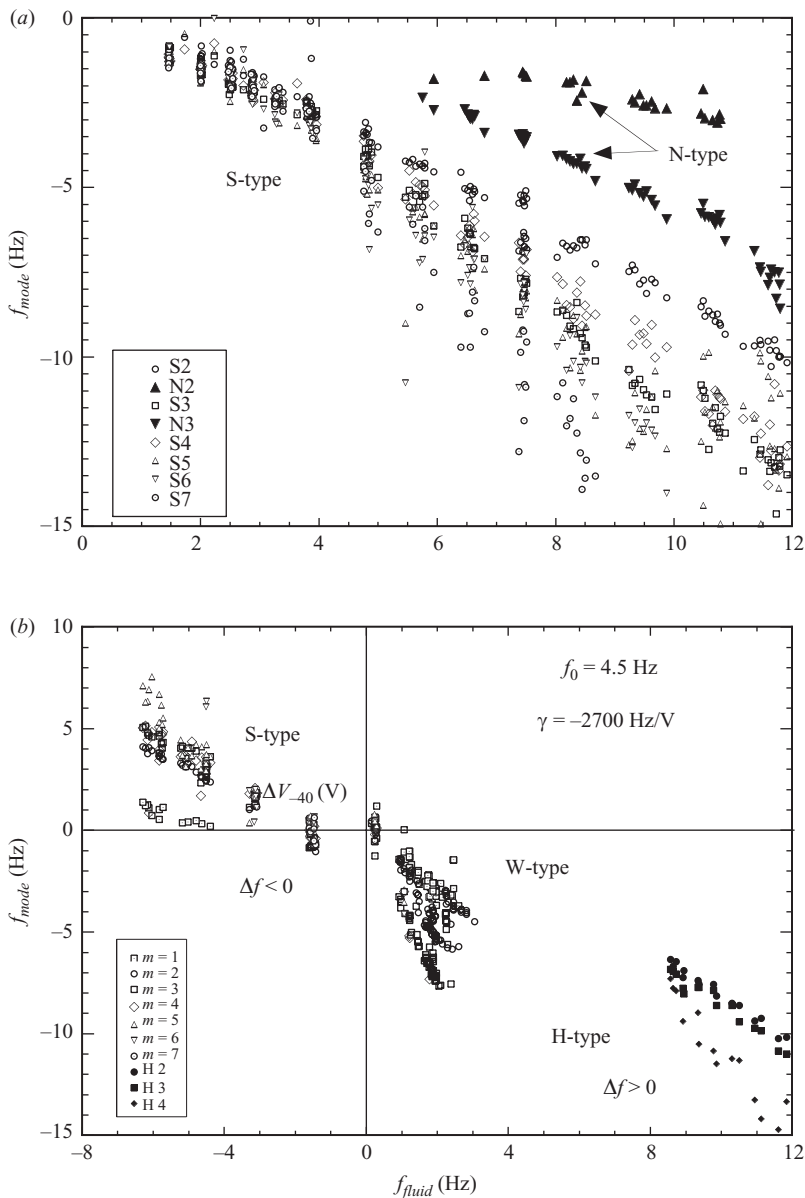 (a)
0
−5
−10
−15
f_mode (Hz)
S-type
N-type
S2
N2
S3
N3
S4
S5
S6
S7
0 2 4 6 8 10 12
(b)
10
5
0
−5
−10
−15
f_mode (Hz)
f₀ = 4.5 Hz
γ = −2700 Hz/V
S-type
ΔV₋₄₀ (V)
W-type
Δf < 0
H-type
Δf > 0
m = 1
m = 2
m = 3
m = 4
m = 5
m = 6
m = 7
H 2
H 3
H 4
−8 −4 0 4 8 12
f_fluid (Hz)